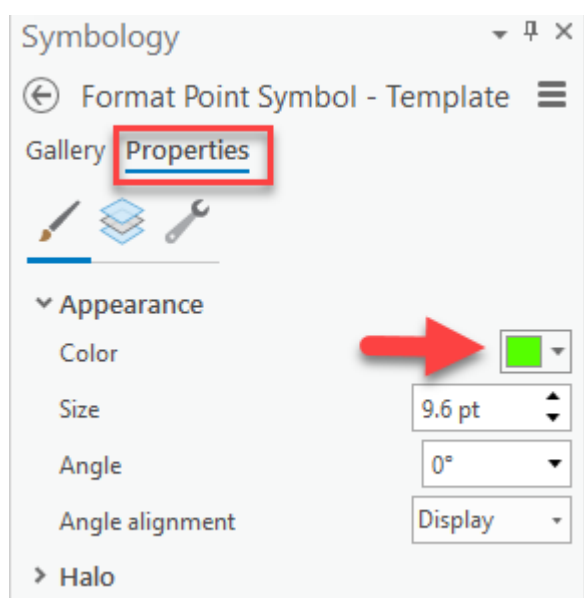 Symbology
Format Point Symbol - Template
Gallery Properties
Appearance
Color
Size 9.6 pt
Angle 0°
Angle alignment Display
Halo